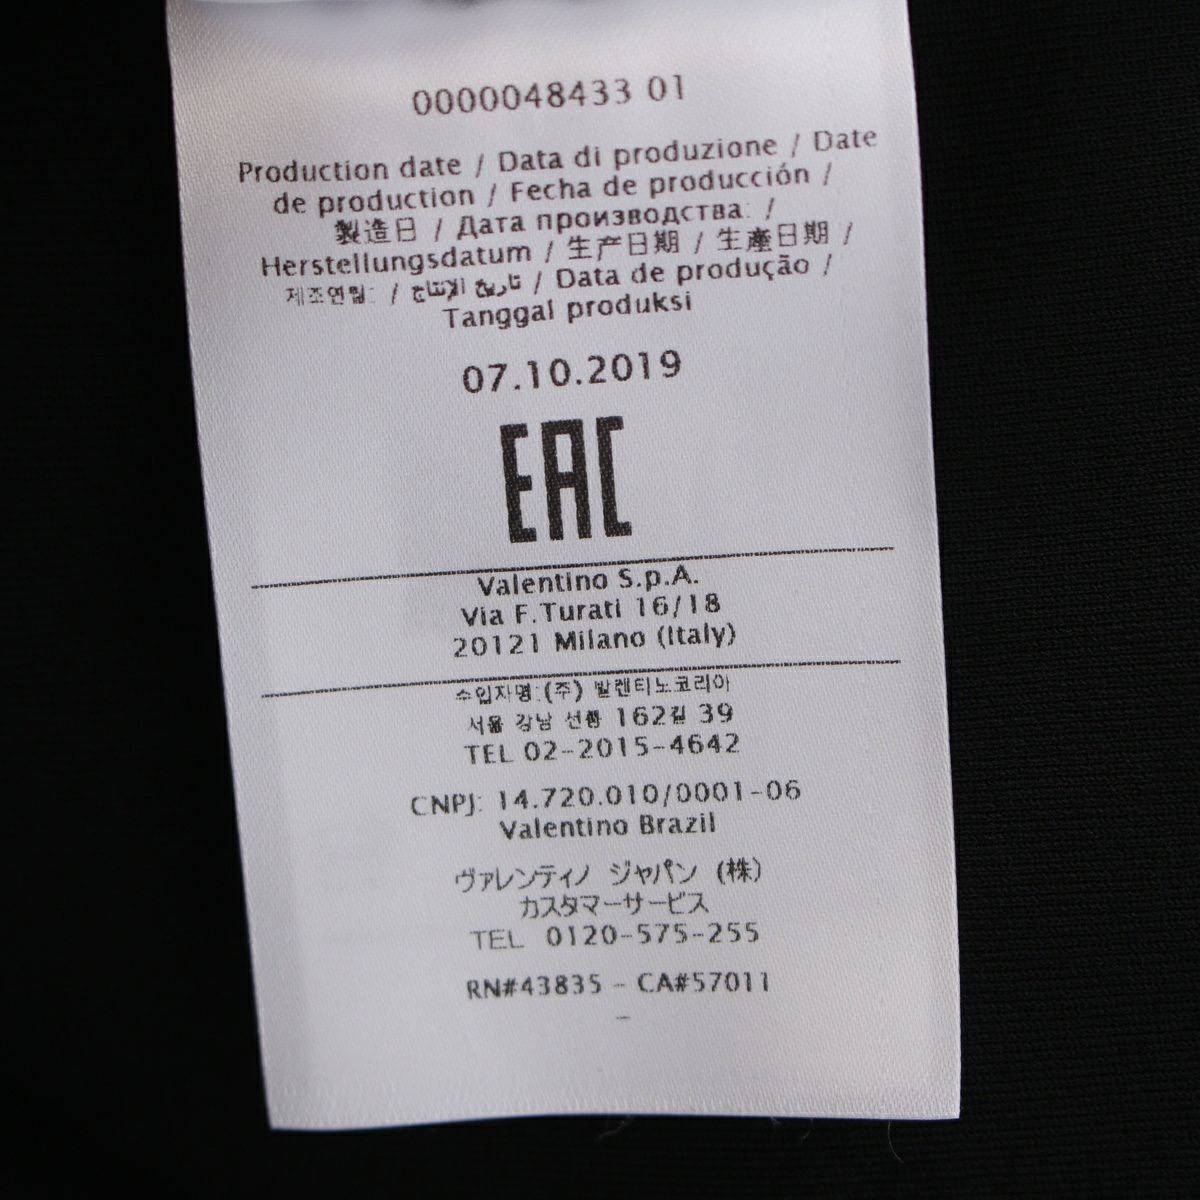 0000048433 01
Production date / Data di produzione / Date
de production / Fecha de producción /
製造日 / Дата производства: /
Herstellungsdatum / 生产日期 / 生產日期 /
제조연월: / تاريخ الإنتاج / Data de produção /
Tanggal produksi
07.10.2019
EAC
Valentino S.p.A.
Via F.Turati 16/18
20121 Milano (Italy)
수입자명:(주) 발렌티노코리아
서울 강남 선릉 162길 39
TEL 02-2015-4642
CNPJ: 14.720.010/0001-06
Valentino Brazil
ヴァレンティノ ジャパン (株)
カスタマーサービス
TEL 0120-575-255
RN#43835 - CA#57011
-